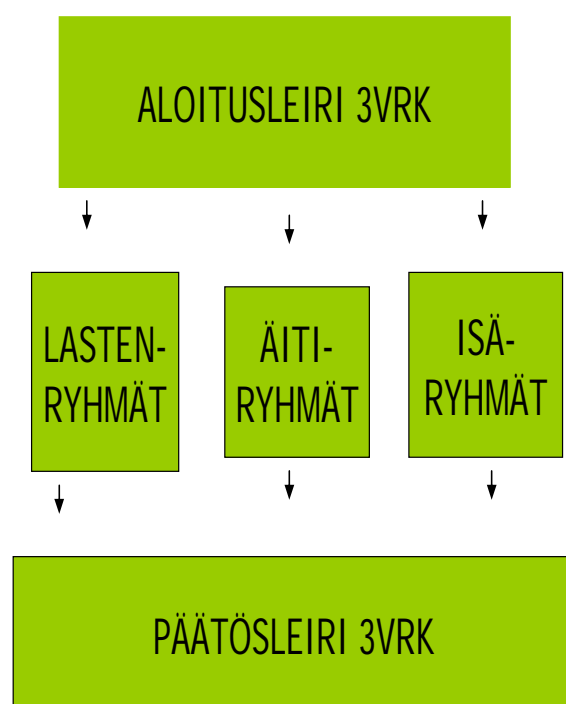 ALOITUSLEIRI 3VRK
LASTEN-
RYHMÄT
ÄITI-
RYHMÄT
ISÄ-
RYHMÄT
PÄÄTÖSLEIRI 3VRK